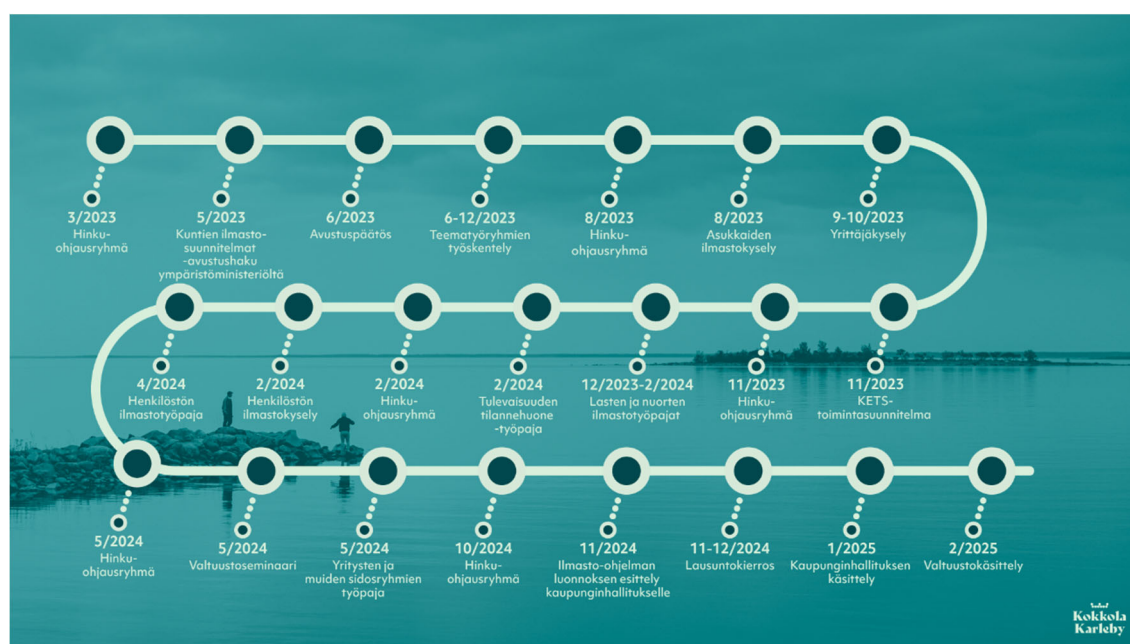 3/2023
Hinku-
ohjausryhmä
5/2023
Kuntien ilmasto-
suunnitelmat
-avustushaku
ympäristöministeriöltä
6/2023
Avustuspäätös
6-12/2023
Teematyöryhmien
työskentely
8/2023
Hinku-
ohjausryhmä
8/2023
Asukkaiden
ilmastokysely
9-10/2023
Yrittäjäkysely
4/2024
Henkilöstön
ilmastotyöpaja
2/2024
Henkilöstön
ilmastokysely
2/2024
Hinku-
ohjausryhmä
2/2024
Tulevaisuuden
tilannehuone
-työpaja
12/2023-2/2024
Lasten ja nuorten
ilmastotyöpajat
11/2023
Hinku-
ohjausryhmä
11/2023
KETS-
toimintasuunnitelma
5/2024
Hinku-
ohjausryhmä
5/2024
Valtuustoseminaari
5/2024
Yritysten ja
muiden sidosryhmien
työpaja
10/2024
Hinku-
ohjausryhmä
11/2024
Ilmasto-ohjelman
luonnoksen esittely
kaupunginhallitukselle
11-12/2024
Lausuntokierros
1/2025
Kaupunginhallituksen
käsittely
2/2025
Valtuustokäsittely
Kokkola
Karleby